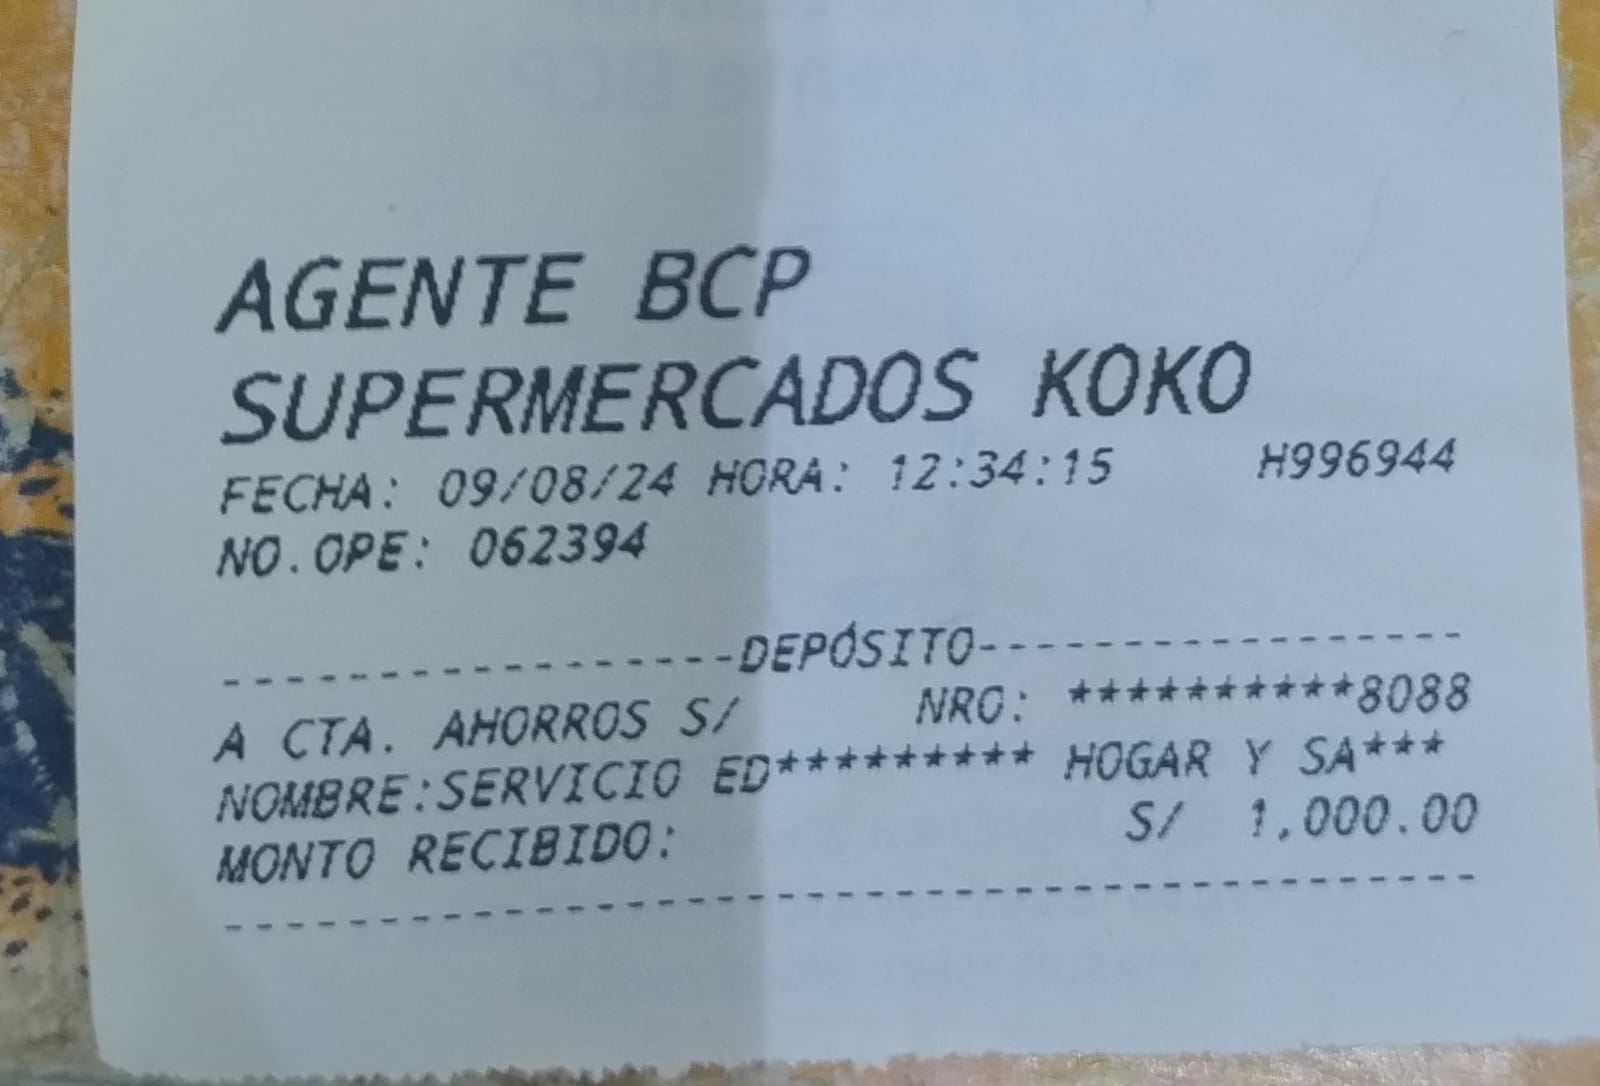 AGENTE BCP
SUPERMERCADOS KOKO
FECHA: 09/08/24 HORA: 12:34:15 H996944
NO.OPE: 062394
----------------DEPÓSITO----------------
A CTA. AHORROS S/ NRO: **********8088
NOMBRE:SERVICIO ED********* HOGAR Y SA***
MONTO RECIBIDO: S/ 1,000.00
----------------------------------------